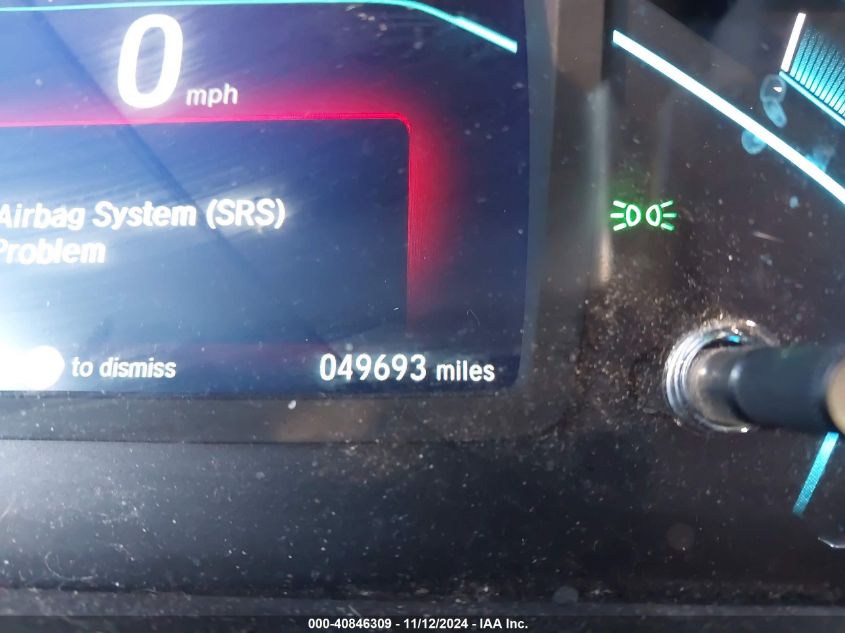 0 mph
Airbag System (SRS)
Problem
to dismiss
049693 miles
000-40846309 - 11/12/2024 - IAA Inc.